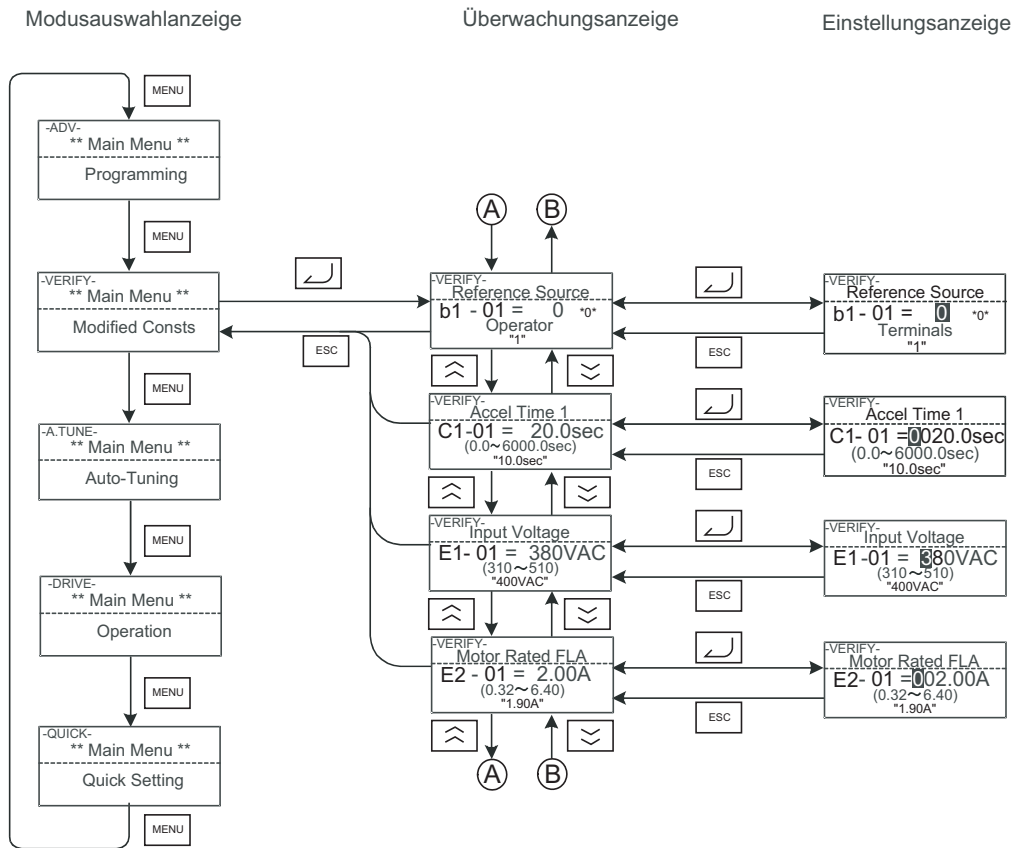 Modusauswahlanzeige
Überwachungsanzeige
Einstellungsanzeige
MENU
-ADV-
** Main Menu **
Programming
MENU
-VERIFY-
** Main Menu **
Modified Consts
MENU
-A.TUNE-
** Main Menu **
Auto-Tuning
MENU
-DRIVE-
** Main Menu **
Operation
MENU
-QUICK-
** Main Menu **
Quick Setting
MENU
ESC
A
B
-VERIFY-
Reference Source
b1 - 01 = 0 *0*
Operator
"1"
-VERIFY-
Accel Time 1
C1-01 = 20.0sec
(0.0~6000.0sec)
"10.0sec"
-VERIFY-
Input Voltage
E1- 01 = 380VAC
(310~510)
"400VAC"
-VERIFY-
Motor Rated FLA
E2 - 01 = 2.00A
(0.32~6.40)
"1.90A"
A
B
ESC
ESC
ESC
ESC
-VERIFY-
Reference Source
b1- 01 = 0 *0*
Terminals
"1"
-VERIFY-
Accel Time 1
C1- 01 =0020.0sec
(0.0~6000.0sec)
"10.0sec"
-VERIFY-
Input Voltage
E1 -01 = 380VAC
(310~510)
"400VAC"
-VERIFY-
Motor Rated FLA
E2- 01 =002.00A
(0.32~6.40)
"1.90A"